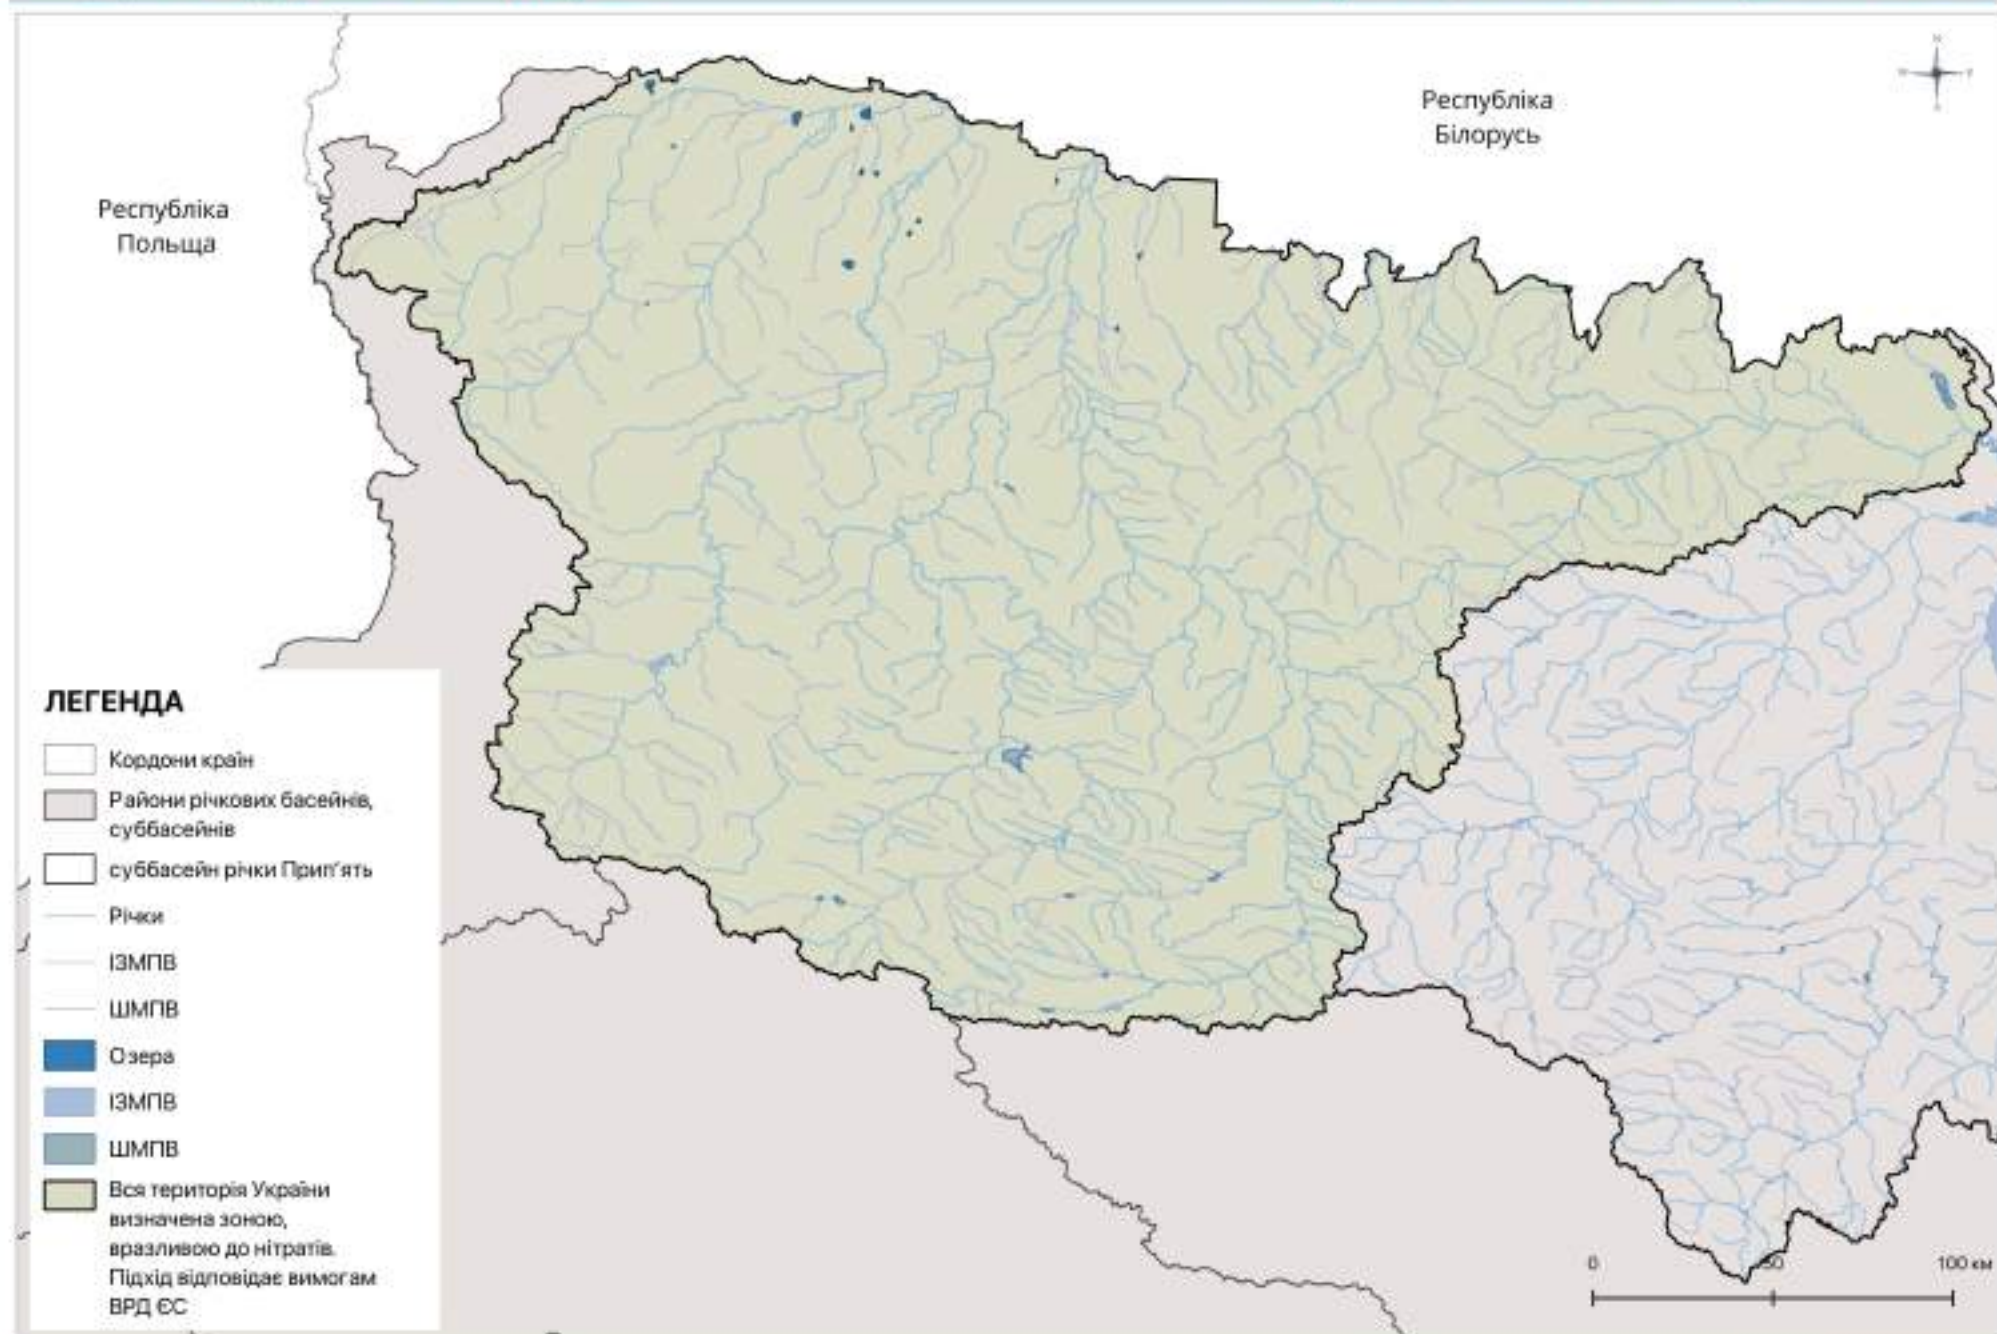 Республіка
Білорусь
Республіка
Польща
ЛЕГЕНДА
Кордони країн
Райони річкових басейнів,
суббасейнів
суббасейн річки Прип'ять
Річки
ІЗМПВ
ШМПВ
Озера
ІЗМПВ
ШМПВ
Вся територія України
визначена зоною,
вразливою до нітратів.
Підхід відповідає вимогам
ВРД ЄС
0 50 100 км